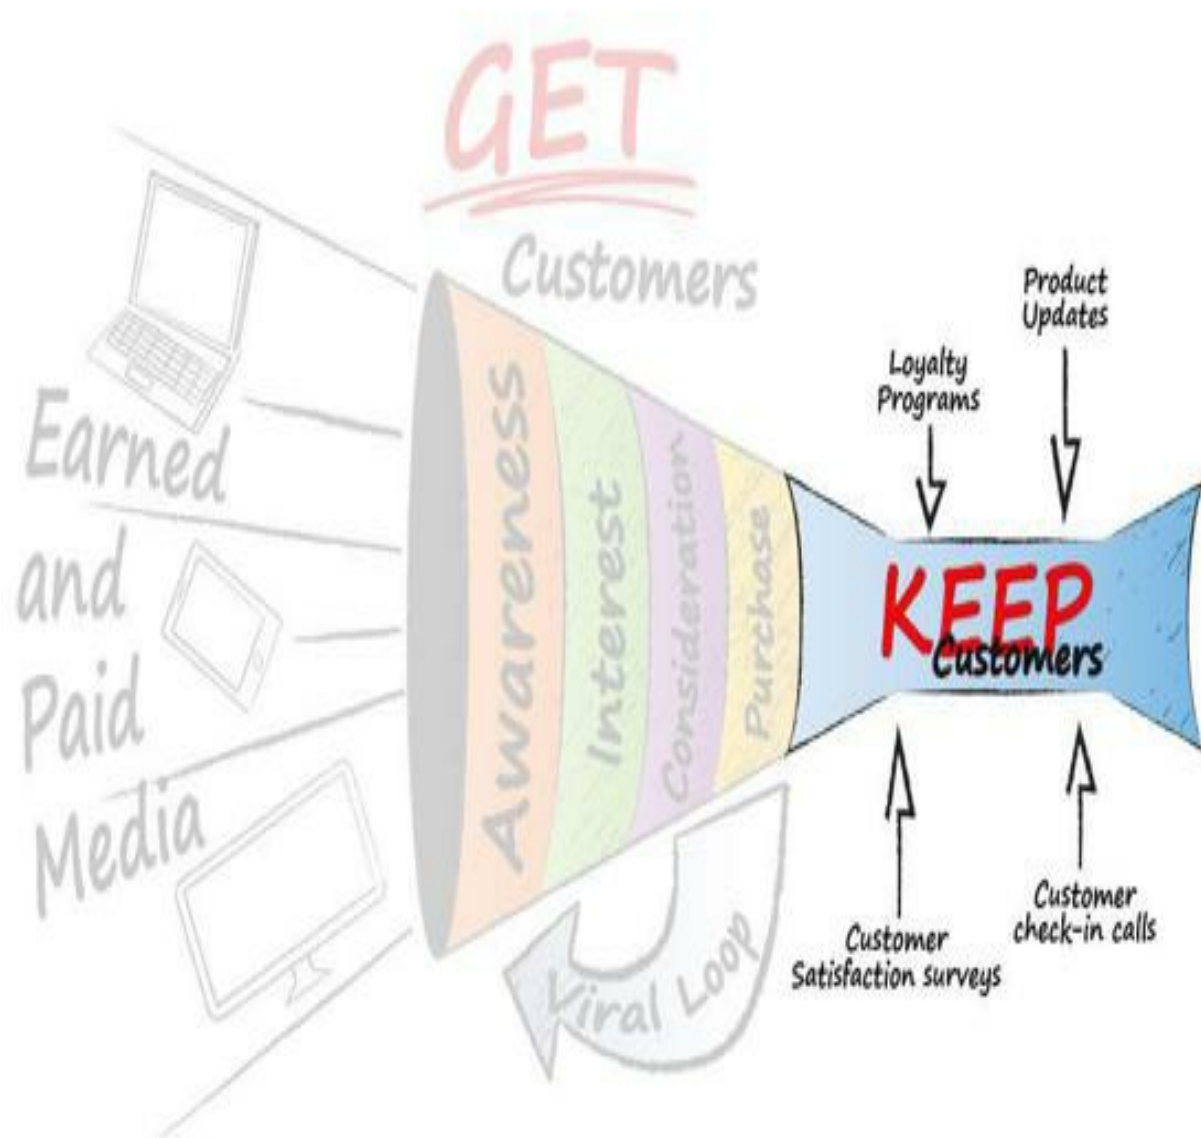 GET
Customers
Earned
and
Paid
Media
Awareness
Interest
Consideration
Purchase
Viral Loop
Loyalty
Programs
Product
Updates
KEEP
Customers
Customer
Satisfaction surveys
Customer
check-in calls